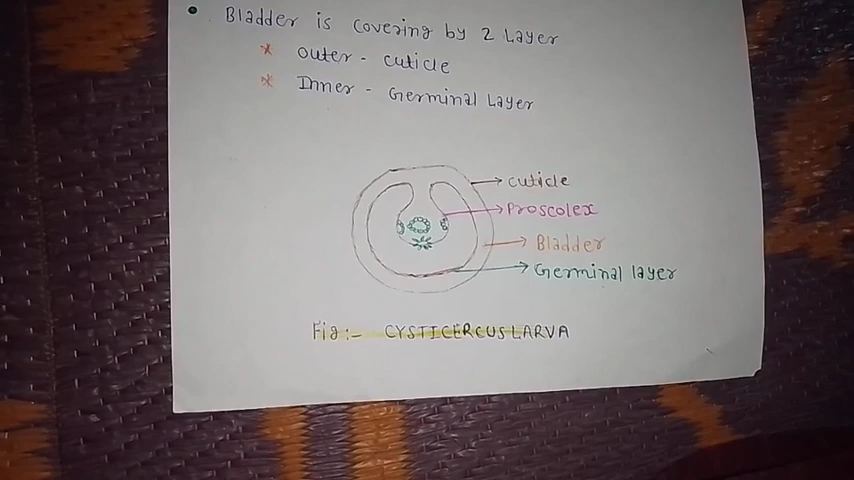 Bladder is covering by 2 Layer
* Outer - cuticle
* Inner - Germinal Layer
cuticle
Proscolex
Bladder
Germinal layer
Fig:- CYSTICERCUS LARVA